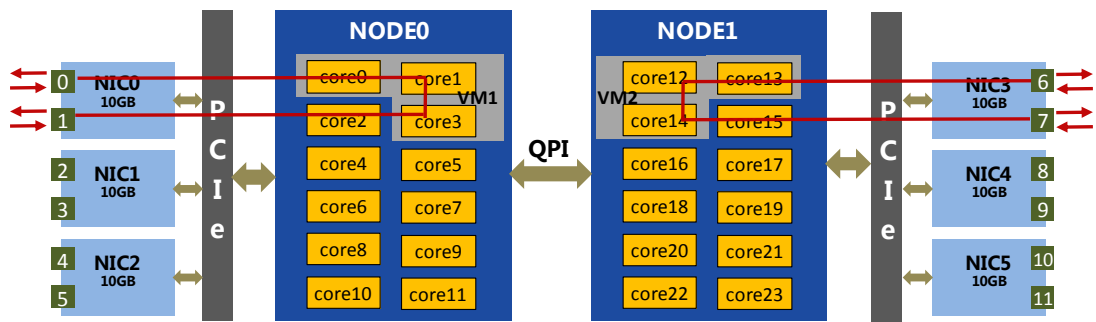 NODE0
NODE1
0
NIC0
10GB
1
2
NIC1
10GB
3
4
NIC2
10GB
5
PCIe
core0
core1
VM1
core2
core3
core4
core5
core6
core7
core8
core9
core10
core11
QPI
core12
core13
VM2
core14
core15
core16
core17
core18
core19
core20
core21
core22
core23
PCIe
NIC3
10GB
6
7
NIC4
10GB
8
9
NIC5
10GB
10
11